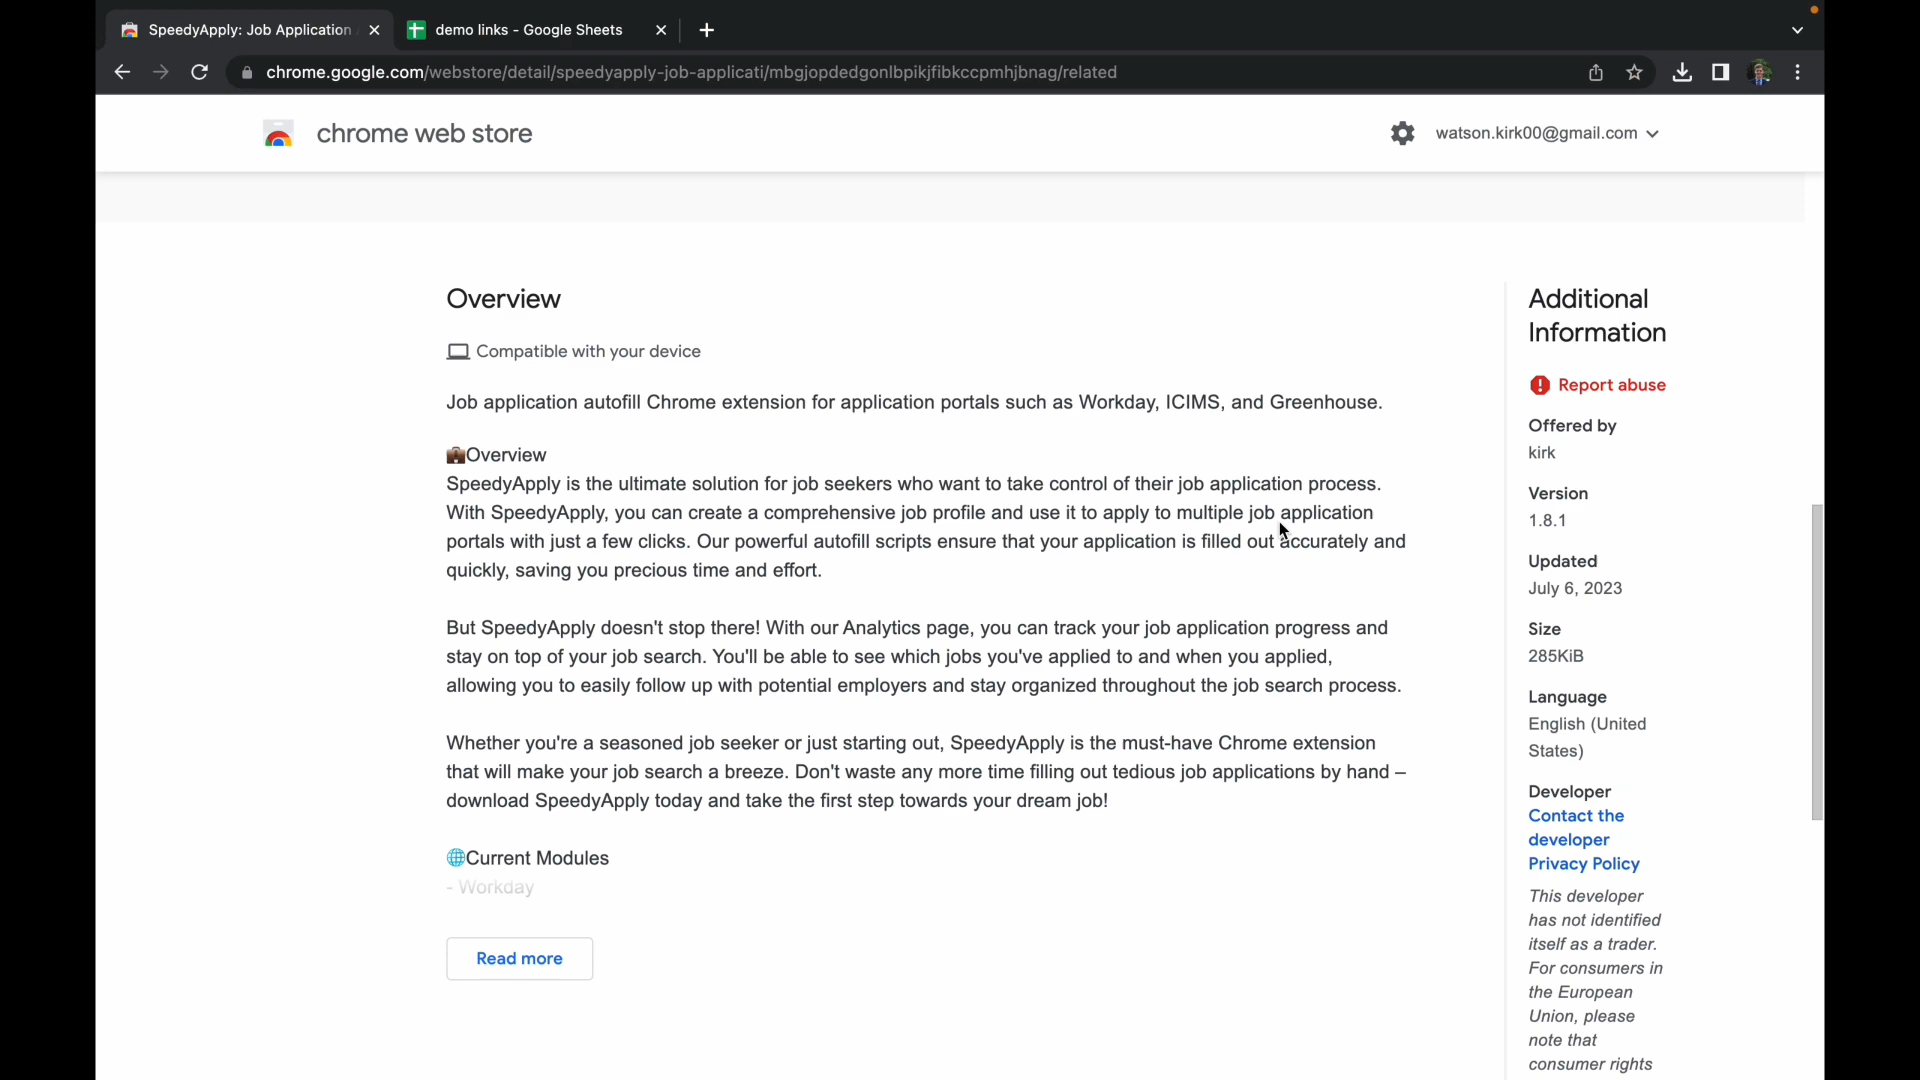 SpeedyApply: Job Application
demo links - Google Sheets
chrome.google.com/webstore/detail/speedyapply-job-applicati/mbgjopdedgonlbpikjfibkccpmhjbnag/related
chrome web store
watson.kirk00@gmail.com
Overview
Compatible with your device
Job application autofill Chrome extension for application portals such as Workday, ICIMS, and Greenhouse.
💼Overview
SpeedyApply is the ultimate solution for job seekers who want to take control of their job application process.
With SpeedyApply, you can create a comprehensive job profile and use it to apply to multiple job application
portals with just a few clicks. Our powerful autofill scripts ensure that your application is filled out accurately and
quickly, saving you precious time and effort.
But SpeedyApply doesn't stop there! With our Analytics page, you can track your job application progress and
stay on top of your job search. You'll be able to see which jobs you've applied to and when you applied,
allowing you to easily follow up with potential employers and stay organized throughout the job search process.
Whether you're a seasoned job seeker or just starting out, SpeedyApply is the must-have Chrome extension
that will make your job search a breeze. Don't waste any more time filling out tedious job applications by hand –
download SpeedyApply today and take the first step towards your dream job!
🌐Current Modules
- Workday
Read more
Additional
Information
Report abuse
Offered by
kirk
Version
1.8.1
Updated
July 6, 2023
Size
285KiB
Language
English (United
States)
Developer
Contact the
developer
Privacy Policy
This developer
has not identified
itself as a trader.
For consumers in
the European
Union, please
note that
consumer rights